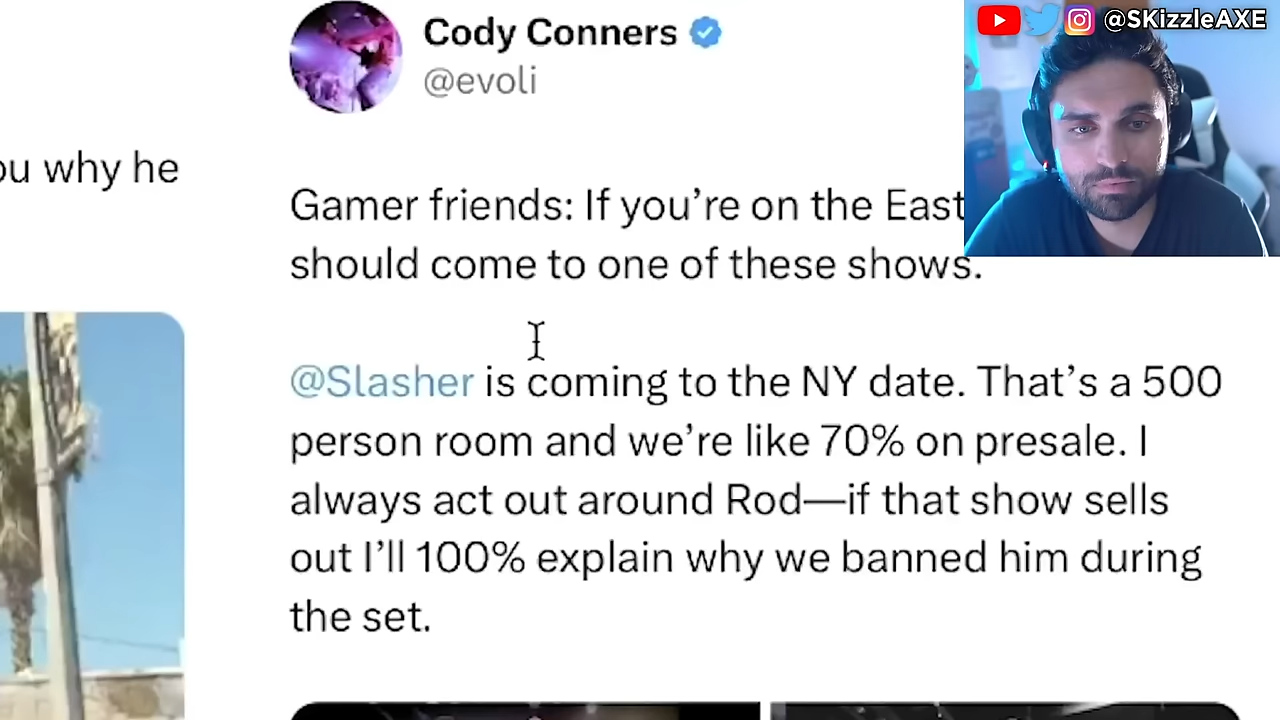 Cody Conners
@SKizzleAXE
@evoli
ou why he
Gamer friends: If you’re on the East
should come to one of these shows.
@Slasher is coming to the NY date. That’s a 500
person room and we’re like 70% on presale. I
always act out around Rod—if that show sells
out I’ll 100% explain why we banned him during
the set.